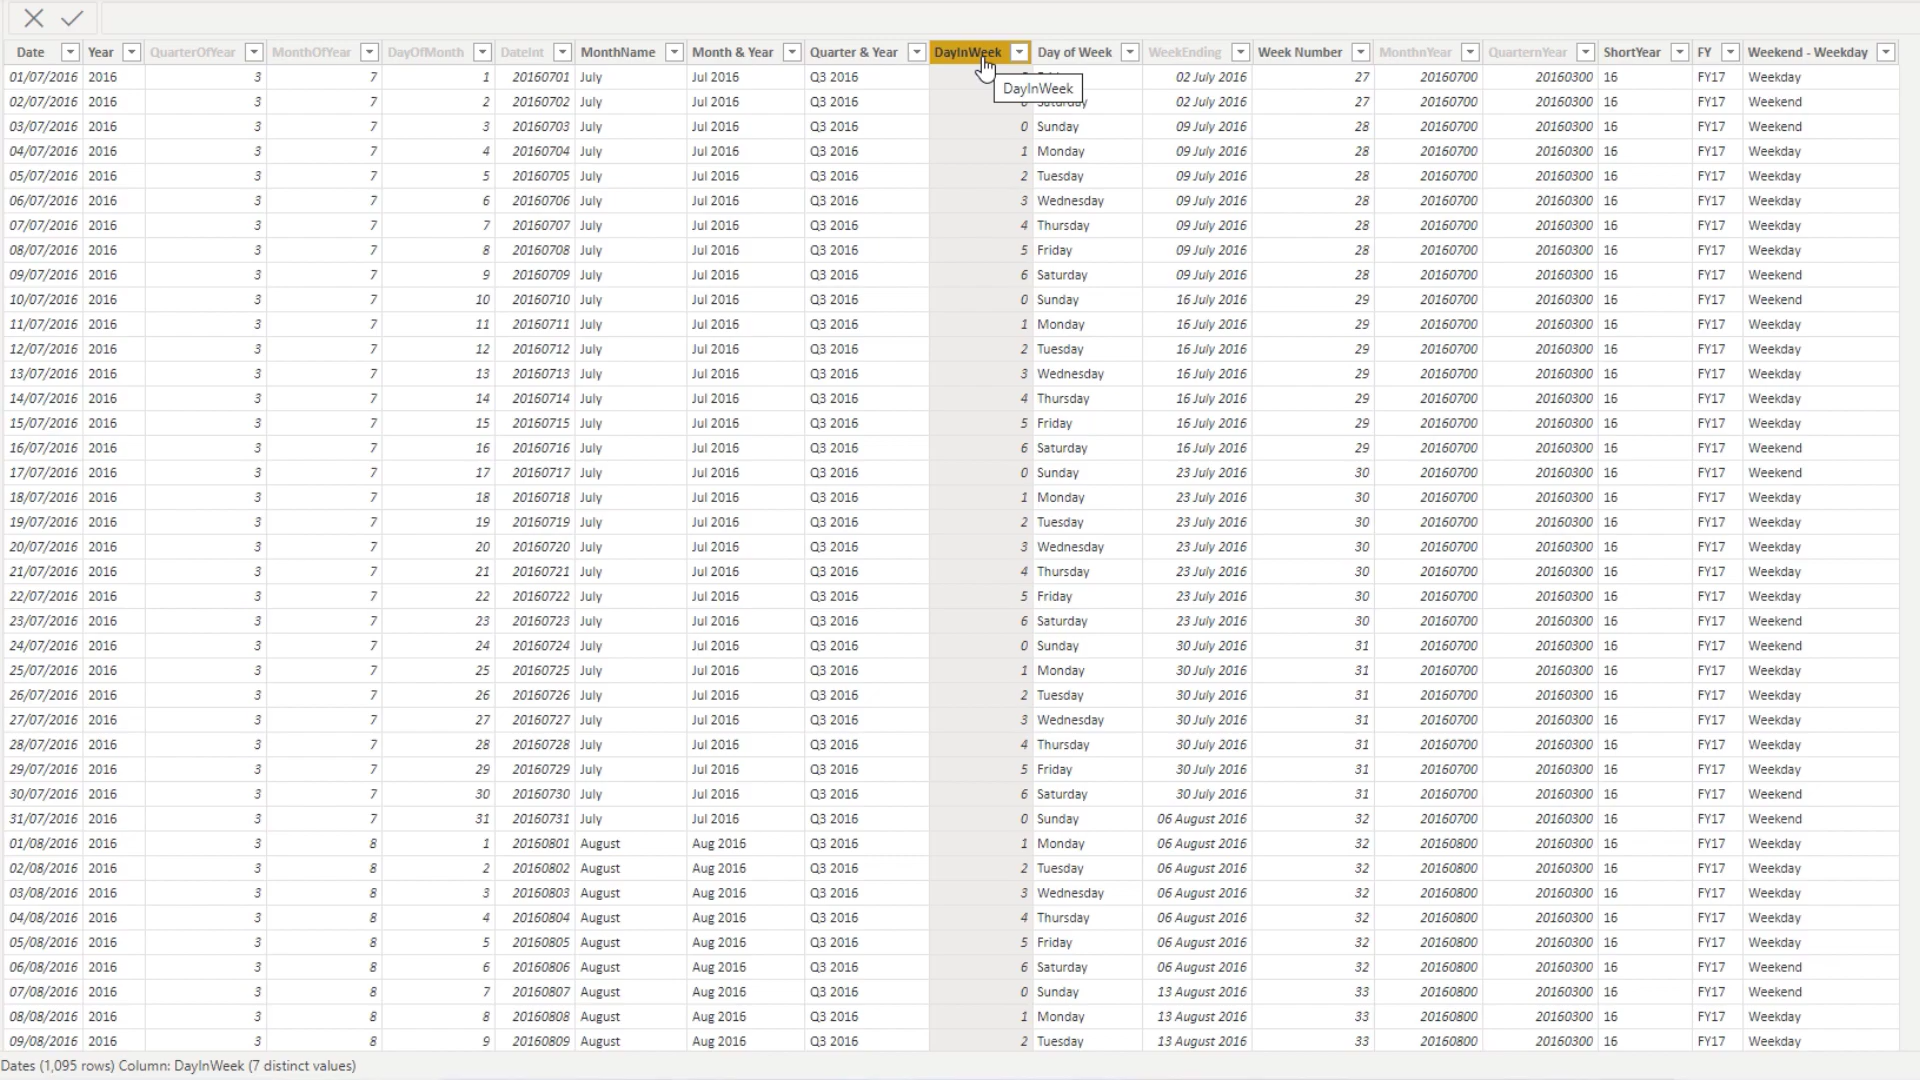 Date Year QuarterOfYear MonthOfYear DayOfMonth DateInt MonthName Month & Year Quarter & Year DayInWeek Day of Week WeekEnding Week Number MonthnYear QuarternYear ShortYear FY Weekend - Weekday
01/07/2016 2016 3 7 1 20160701 July Jul 2016 Q3 2016 02 July 2016 27 20160700 20160300 16 FY17 Weekday
DayInWeek
02/07/2016 2016 3 7 2 20160702 July Jul 2016 Q3 2016 6 Saturday 02 July 2016 27 20160700 20160300 16 FY17 Weekend
03/07/2016 2016 3 7 3 20160703 July Jul 2016 Q3 2016 0 Sunday 09 July 2016 28 20160700 20160300 16 FY17 Weekend
04/07/2016 2016 3 7 4 20160704 July Jul 2016 Q3 2016 1 Monday 09 July 2016 28 20160700 20160300 16 FY17 Weekday
05/07/2016 2016 3 7 5 20160705 July Jul 2016 Q3 2016 2 Tuesday 09 July 2016 28 20160700 20160300 16 FY17 Weekday
06/07/2016 2016 3 7 6 20160706 July Jul 2016 Q3 2016 3 Wednesday 09 July 2016 28 20160700 20160300 16 FY17 Weekday
07/07/2016 2016 3 7 7 20160707 July Jul 2016 Q3 2016 4 Thursday 09 July 2016 28 20160700 20160300 16 FY17 Weekday
08/07/2016 2016 3 7 8 20160708 July Jul 2016 Q3 2016 5 Friday 09 July 2016 28 20160700 20160300 16 FY17 Weekday
09/07/2016 2016 3 7 9 20160709 July Jul 2016 Q3 2016 6 Saturday 09 July 2016 28 20160700 20160300 16 FY17 Weekend
10/07/2016 2016 3 7 10 20160710 July Jul 2016 Q3 2016 0 Sunday 16 July 2016 29 20160700 20160300 16 FY17 Weekend
11/07/2016 2016 3 7 11 20160711 July Jul 2016 Q3 2016 1 Monday 16 July 2016 29 20160700 20160300 16 FY17 Weekday
12/07/2016 2016 3 7 12 20160712 July Jul 2016 Q3 2016 2 Tuesday 16 July 2016 29 20160700 20160300 16 FY17 Weekday
13/07/2016 2016 3 7 13 20160713 July Jul 2016 Q3 2016 3 Wednesday 16 July 2016 29 20160700 20160300 16 FY17 Weekday
14/07/2016 2016 3 7 14 20160714 July Jul 2016 Q3 2016 4 Thursday 16 July 2016 29 20160700 20160300 16 FY17 Weekday
15/07/2016 2016 3 7 15 20160715 July Jul 2016 Q3 2016 5 Friday 16 July 2016 29 20160700 20160300 16 FY17 Weekday
16/07/2016 2016 3 7 16 20160716 July Jul 2016 Q3 2016 6 Saturday 16 July 2016 29 20160700 20160300 16 FY17 Weekend
17/07/2016 2016 3 7 17 20160717 July Jul 2016 Q3 2016 0 Sunday 23 July 2016 30 20160700 20160300 16 FY17 Weekend
18/07/2016 2016 3 7 18 20160718 July Jul 2016 Q3 2016 1 Monday 23 July 2016 30 20160700 20160300 16 FY17 Weekday
19/07/2016 2016 3 7 19 20160719 July Jul 2016 Q3 2016 2 Tuesday 23 July 2016 30 20160700 20160300 16 FY17 Weekday
20/07/2016 2016 3 7 20 20160720 July Jul 2016 Q3 2016 3 Wednesday 23 July 2016 30 20160700 20160300 16 FY17 Weekday
21/07/2016 2016 3 7 21 20160721 July Jul 2016 Q3 2016 4 Thursday 23 July 2016 30 20160700 20160300 16 FY17 Weekday
22/07/2016 2016 3 7 22 20160722 July Jul 2016 Q3 2016 5 Friday 23 July 2016 30 20160700 20160300 16 FY17 Weekday
23/07/2016 2016 3 7 23 20160723 July Jul 2016 Q3 2016 6 Saturday 23 July 2016 30 20160700 20160300 16 FY17 Weekend
24/07/2016 2016 3 7 24 20160724 July Jul 2016 Q3 2016 0 Sunday 30 July 2016 31 20160700 20160300 16 FY17 Weekend
25/07/2016 2016 3 7 25 20160725 July Jul 2016 Q3 2016 1 Monday 30 July 2016 31 20160700 20160300 16 FY17 Weekday
26/07/2016 2016 3 7 26 20160726 July Jul 2016 Q3 2016 2 Tuesday 30 July 2016 31 20160700 20160300 16 FY17 Weekday
27/07/2016 2016 3 7 27 20160727 July Jul 2016 Q3 2016 3 Wednesday 30 July 2016 31 20160700 20160300 16 FY17 Weekday
28/07/2016 2016 3 7 28 20160728 July Jul 2016 Q3 2016 4 Thursday 30 July 2016 31 20160700 20160300 16 FY17 Weekday
29/07/2016 2016 3 7 29 20160729 July Jul 2016 Q3 2016 5 Friday 30 July 2016 31 20160700 20160300 16 FY17 Weekday
30/07/2016 2016 3 7 30 20160730 July Jul 2016 Q3 2016 6 Saturday 30 July 2016 31 20160700 20160300 16 FY17 Weekend
31/07/2016 2016 3 7 31 20160731 July Jul 2016 Q3 2016 0 Sunday 06 August 2016 32 20160700 20160300 16 FY17 Weekend
01/08/2016 2016 3 8 1 20160801 August Aug 2016 Q3 2016 1 Monday 06 August 2016 32 20160800 20160300 16 FY17 Weekday
02/08/2016 2016 3 8 2 20160802 August Aug 2016 Q3 2016 2 Tuesday 06 August 2016 32 20160800 20160300 16 FY17 Weekday
03/08/2016 2016 3 8 3 20160803 August Aug 2016 Q3 2016 3 Wednesday 06 August 2016 32 20160800 20160300 16 FY17 Weekday
04/08/2016 2016 3 8 4 20160804 August Aug 2016 Q3 2016 4 Thursday 06 August 2016 32 20160800 20160300 16 FY17 Weekday
05/08/2016 2016 3 8 5 20160805 August Aug 2016 Q3 2016 5 Friday 06 August 2016 32 20160800 20160300 16 FY17 Weekday
06/08/2016 2016 3 8 6 20160806 August Aug 2016 Q3 2016 6 Saturday 06 August 2016 32 20160800 20160300 16 FY17 Weekend
07/08/2016 2016 3 8 7 20160807 August Aug 2016 Q3 2016 0 Sunday 13 August 2016 33 20160800 20160300 16 FY17 Weekend
08/08/2016 2016 3 8 8 20160808 August Aug 2016 Q3 2016 1 Monday 13 August 2016 33 20160800 20160300 16 FY17 Weekday
09/08/2016 2016 3 8 9 20160809 August Aug 2016 Q3 2016 2 Tuesday 13 August 2016 33 20160800 20160300 16 FY17 Weekday
Dates (1,095 rows) Column: DayInWeek (7 distinct values)